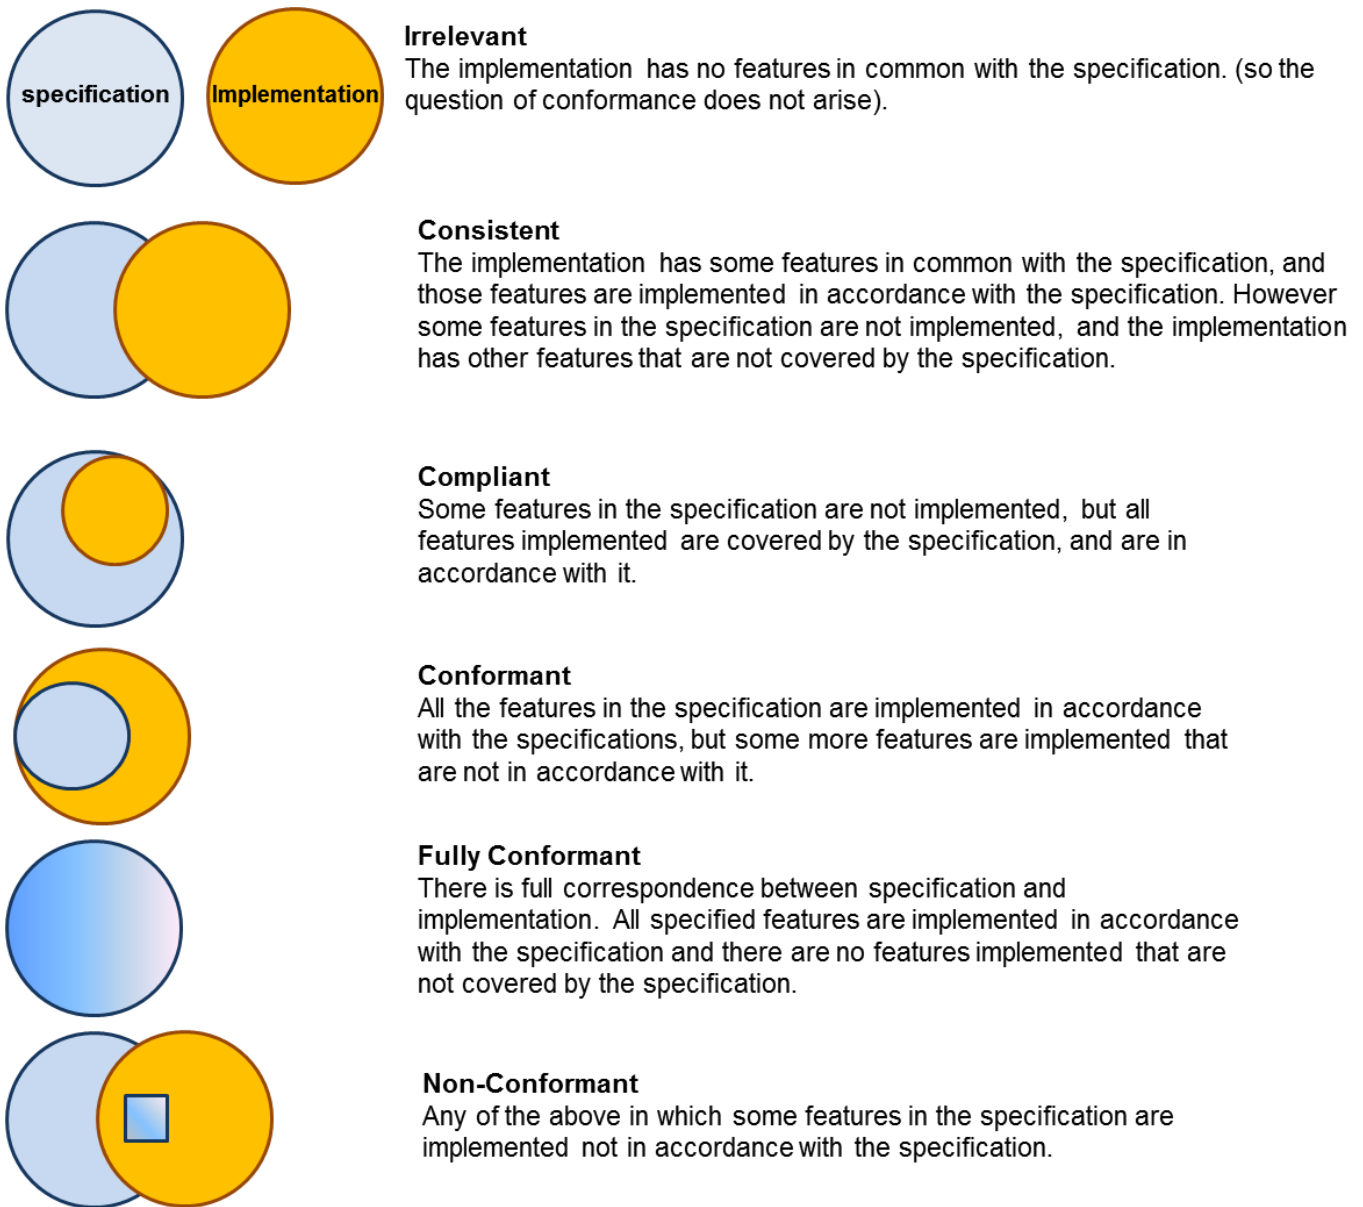 specification
Implementation
Irrelevant
The implementation has no features in common with the specification. (so the
question of conformance does not arise).
Consistent
The implementation has some features in common with the specification, and
those features are implemented in accordance with the specification. However
some features in the specification are not implemented, and the implementation
has other features that are not covered by the specification.
Compliant
Some features in the specification are not implemented, but all
features implemented are covered by the specification, and are in
accordance with it.
Conformant
All the features in the specification are implemented in accordance
with the specifications, but some more features are implemented that
are not in accordance with it.
Fully Conformant
There is full correspondence between specification and
implementation. All specified features are implemented in accordance
with the specification and there are no features implemented that are
not covered by the specification.
Non-Conformant
Any of the above in which some features in the specification are
implemented not in accordance with the specification.